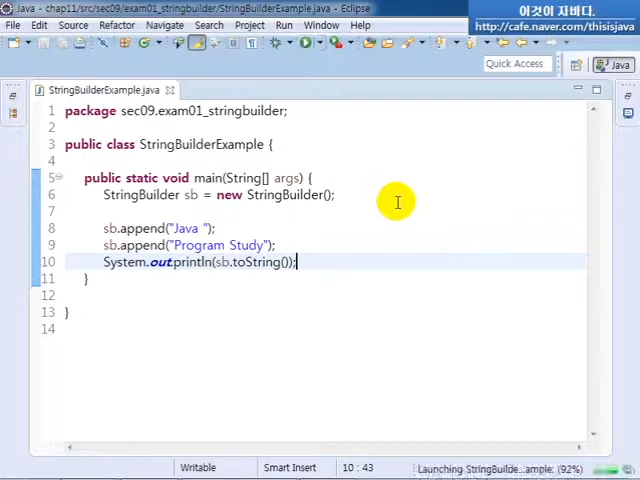 Java - chap11/src/sec09/exam01_stringbuilder/StringBuilderExample.java - Eclipse
이것이 자바다.
http://cafe.naver.com/thisisjava
File Edit Source Refactor Navigate Search Project Run Window Help
Quick Access
Java
StringBuilderExample.java
1 package sec09.exam01_stringbuilder;
2
3 public class StringBuilderExample {
4
5 public static void main(String[] args) {
6 StringBuilder sb = new StringBuilder();
7
8 sb.append("Java ");
9 sb.append("Program Study");
10 System.out.println(sb.toString());
11 }
12
13 }
14
Writable Smart Insert 10 : 43 Launching StringBuilde...ample: (92%)